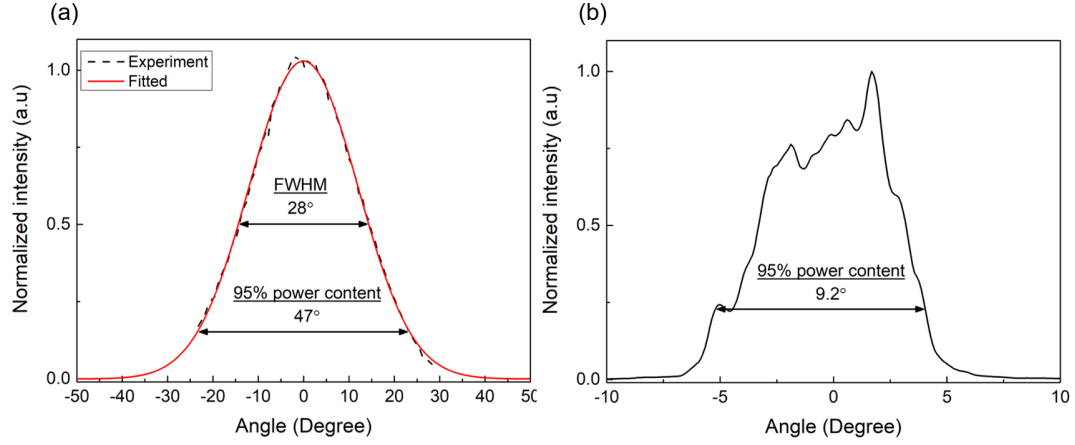 (a)
Normalized intensity (a.u)
1.0
0.5
0.0
Experiment
Fitted
FWHM
28°
95% power content
47°
-50 -40 -30 -20 -10 0 10 20 30 40 50
Angle (Degree)
(b)
Normalized intensity (a.u)
1.0
0.5
0.0
95% power content
9.2°
-10 -5 0 5 10
Angle (Degree)